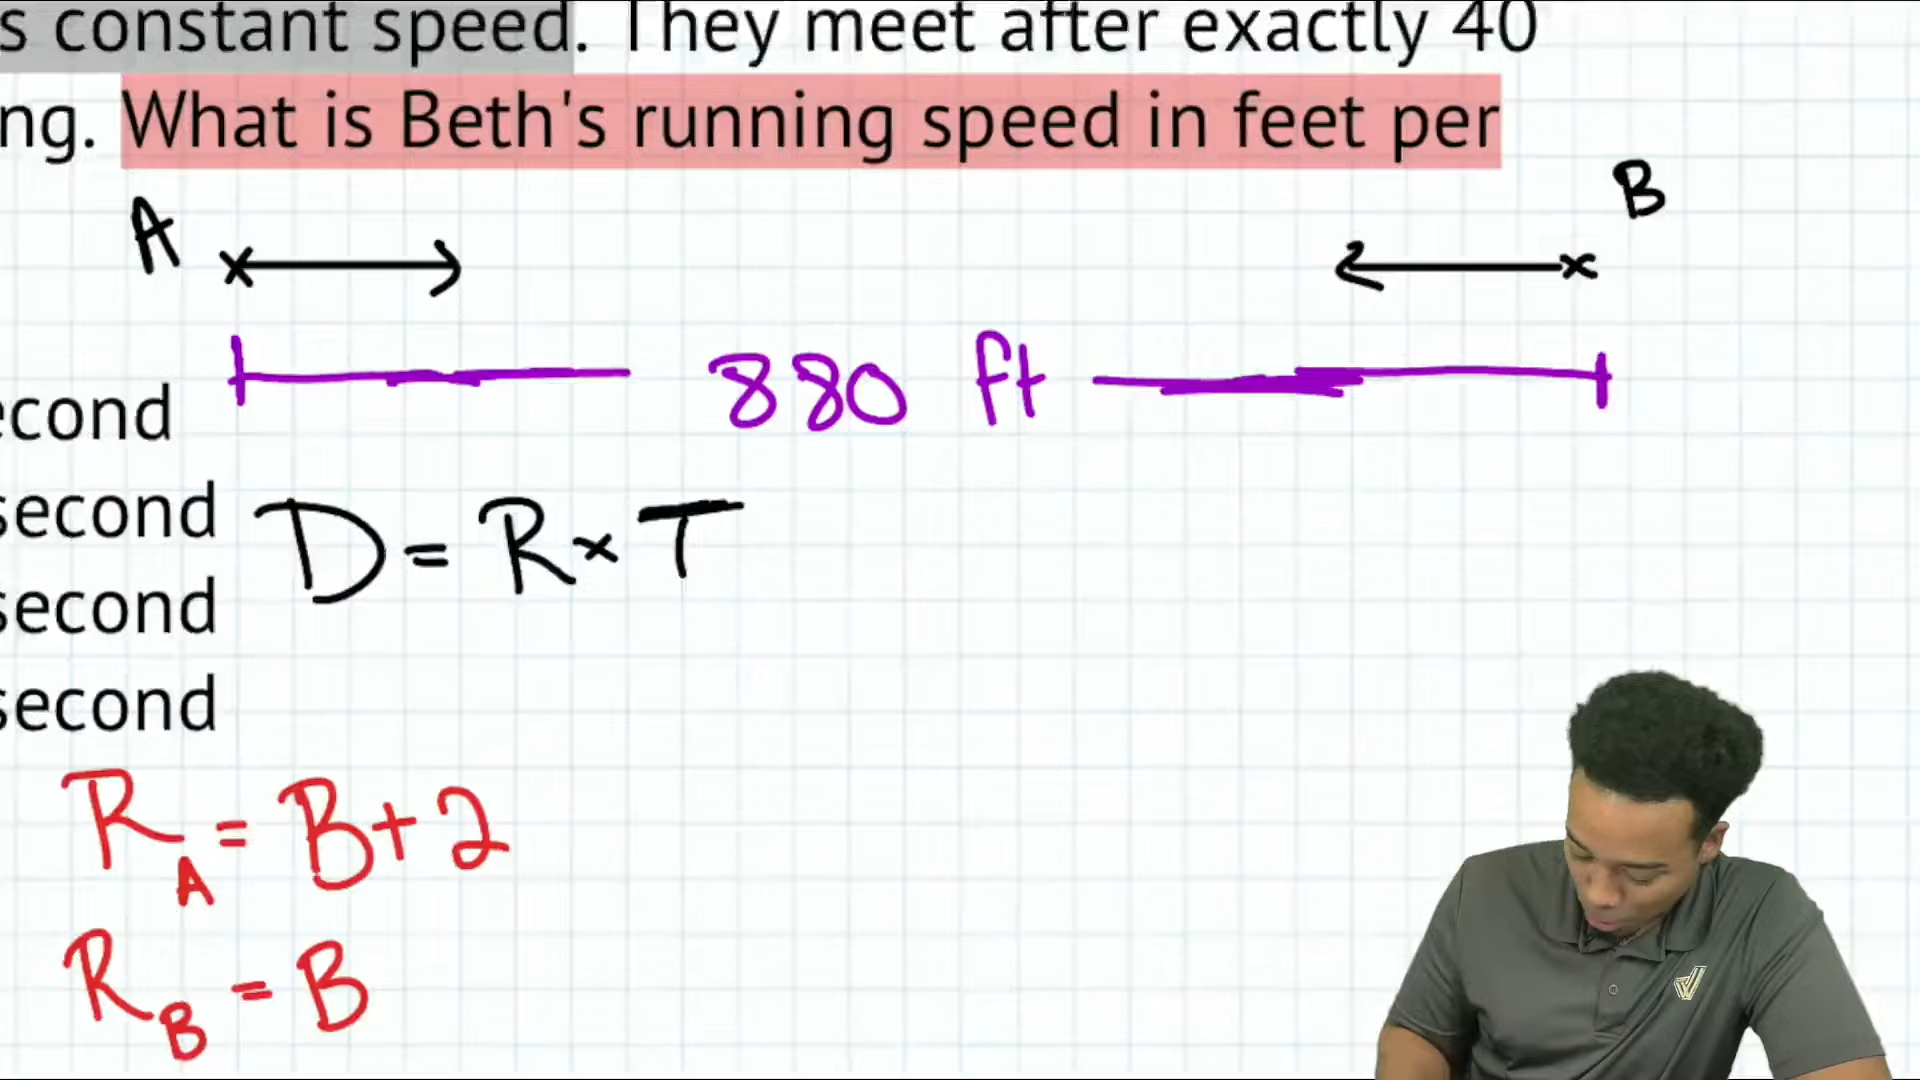 s constant speed. They meet after exactly 40
ng. What is Beth's running speed in feet per
A B
880 ft
econd
second
D = R × T
second
second
R_A = B + 2
R_B = B